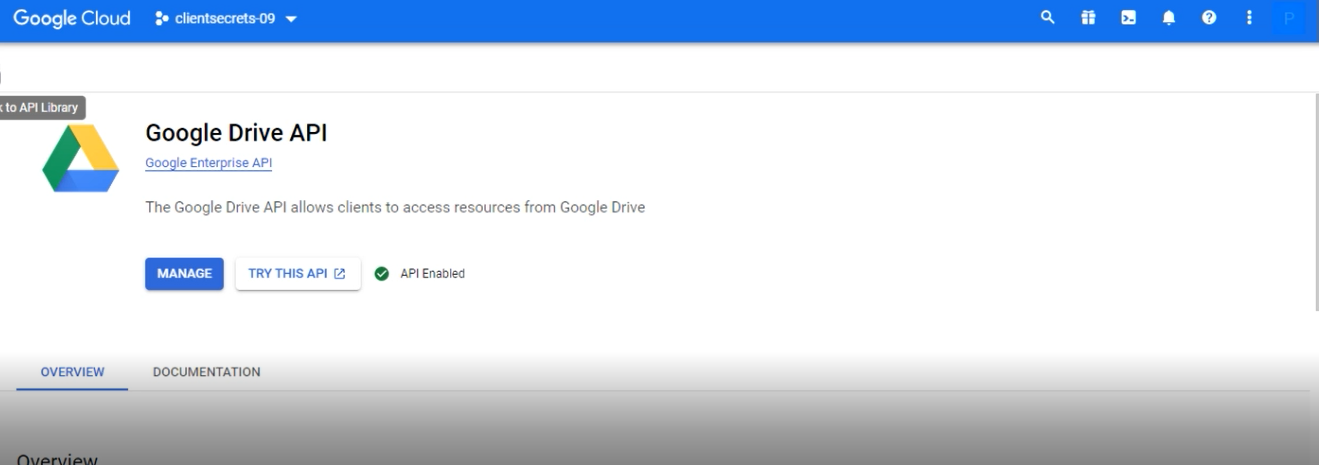 Google Cloud clientsecrets-09 P
to API Library
Google Drive API
Google Enterprise API
The Google Drive API allows clients to access resources from Google Drive
MANAGE TRY THIS API API Enabled
OVERVIEW DOCUMENTATION
Overview